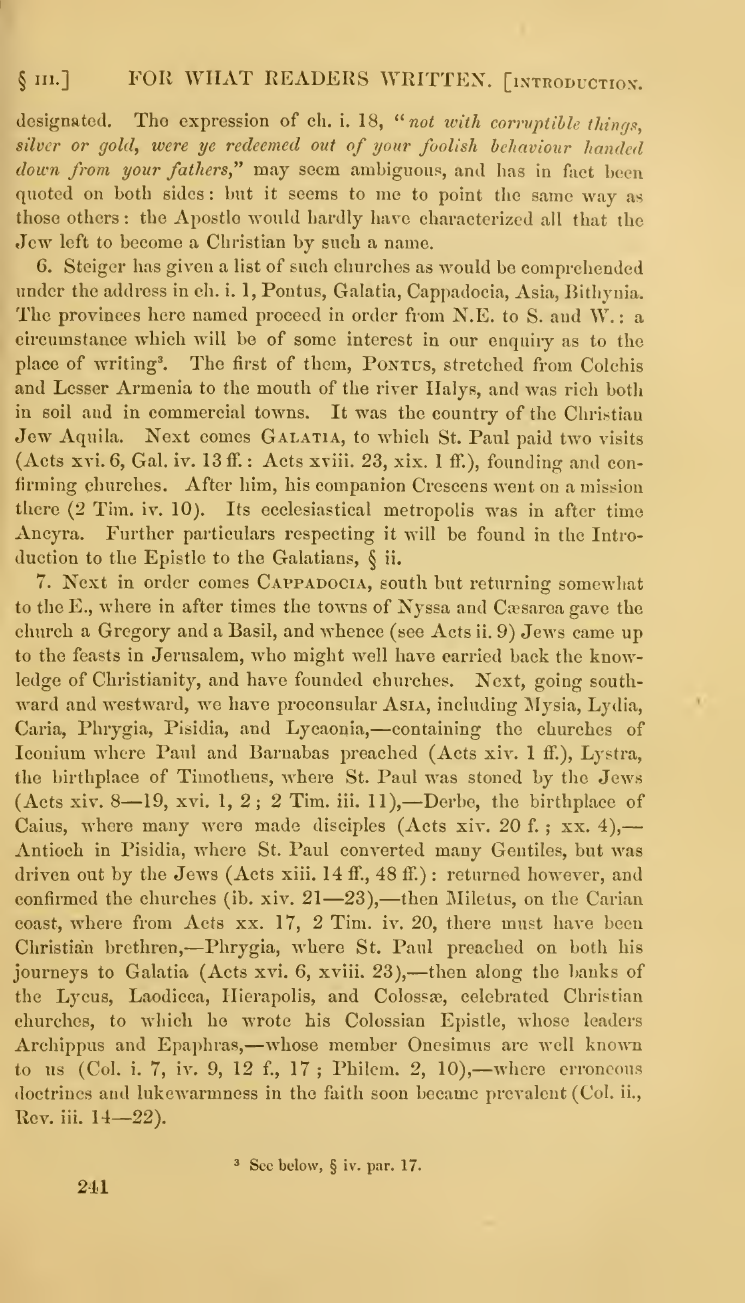 § III.] FOR WHAT READERS WRITTEN. [INTRODUCTION.
designated. The expression of ch. i. 18, “not with corruptible things,
silver or gold, were ye redeemed out of your foolish behaviour handed
down from your fathers,” may seem ambiguous, and has in fact been
quoted on both sides: but it seems to me to point the same way as
those others: the Apostle would hardly have characterized all that the
Jew left to become a Christian by such a name.
6. Steiger has given a list of such churches as would be comprehended
under the address in ch. i. 1, Pontus, Galatia, Cappadocia, Asia, Bithynia.
The provinces here named proceed in order from N.E. to S. and W.: a
circumstance which will be of some interest in our enquiry as to the
place of writing³. The first of them, PONTUS, stretched from Colchis
and Lesser Armenia to the mouth of the river Halys, and was rich both
in soil and in commercial towns. It was the country of the Christian
Jew Aquila. Next comes GALATIA, to which St. Paul paid two visits
(Acts xvi. 6, Gal. iv. 13 ff.: Acts xviii. 23, xix. 1 ff.), founding and con-
firming churches. After him, his companion Crescens went on a mission
there (2 Tim. iv. 10). Its ecclesiastical metropolis was in after time
Ancyra. Further particulars respecting it will be found in the Intro-
duction to the Epistle to the Galatians, § ii.
7. Next in order comes CAPPADOCIA, south but returning somewhat
to the E., where in after times the towns of Nyssa and Cæsarea gave the
church a Gregory and a Basil, and whence (see Acts ii. 9) Jews came up
to the feasts in Jerusalem, who might well have carried back the know-
ledge of Christianity, and have founded churches. Next, going south-
ward and westward, we have proconsular ASIA, including Mysia, Lydia,
Caria, Phrygia, Pisidia, and Lycaonia,—containing the churches of
Iconium where Paul and Barnabas preached (Acts xiv. 1 ff.), Lystra,
the birthplace of Timotheus, where St. Paul was stoned by the Jews
(Acts xiv. 8—19, xvi. 1, 2; 2 Tim. iii. 11),—Derbe, the birthplace of
Caius, where many were made disciples (Acts xiv. 20 f.; xx. 4),—
Antioch in Pisidia, where St. Paul converted many Gentiles, but was
driven out by the Jews (Acts xiii. 14 ff., 48 ff.): returned however, and
confirmed the churches (ib. xiv. 21—23),—then Miletus, on the Carian
coast, where from Acts xx. 17, 2 Tim. iv. 20, there must have been
Christian brethren,—Phrygia, where St. Paul preached on both his
journeys to Galatia (Acts xvi. 6, xviii. 23),—then along the banks of
the Lycus, Laodicea, Hierapolis, and Colossæ, celebrated Christian
churches, to which he wrote his Colossian Epistle, whose leaders
Archippus and Epaphras,—whose member Onesimus are well known
to us (Col. i. 7, iv. 9, 12 f., 17; Philem. 2, 10),—where erroneous
doctrines and lukewarmness in the faith soon became prevalent (Col. ii.,
Rev. iii. 14—22).
³ See below, § iv. par. 17.
241